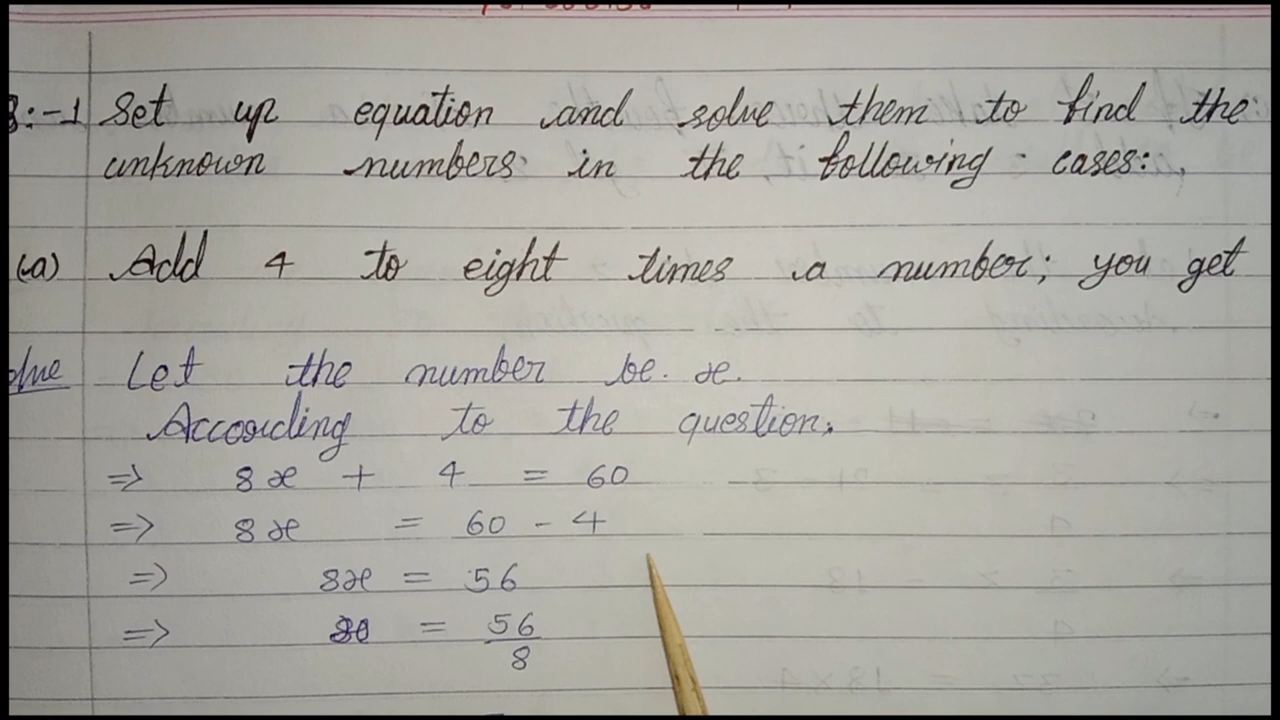 :-1 Set up equation and solve them to find the
unknown numbers in the following cases:
(a) Add 4 to eight times a number; you get
Let the number be x.
According to the question,
=> 8x + 4 = 60
=> 8x = 60 - 4
=> 8x = 56
=> x = 56/8